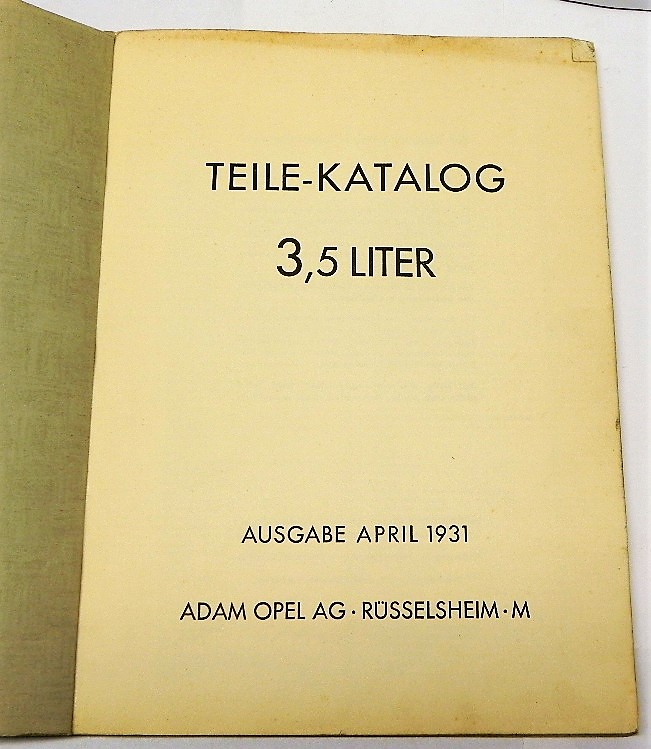 TEILE-KATALOG
3,5 LITER
AUSGABE APRIL 1931
ADAM OPEL AG · RÜSSELSHEIM · M